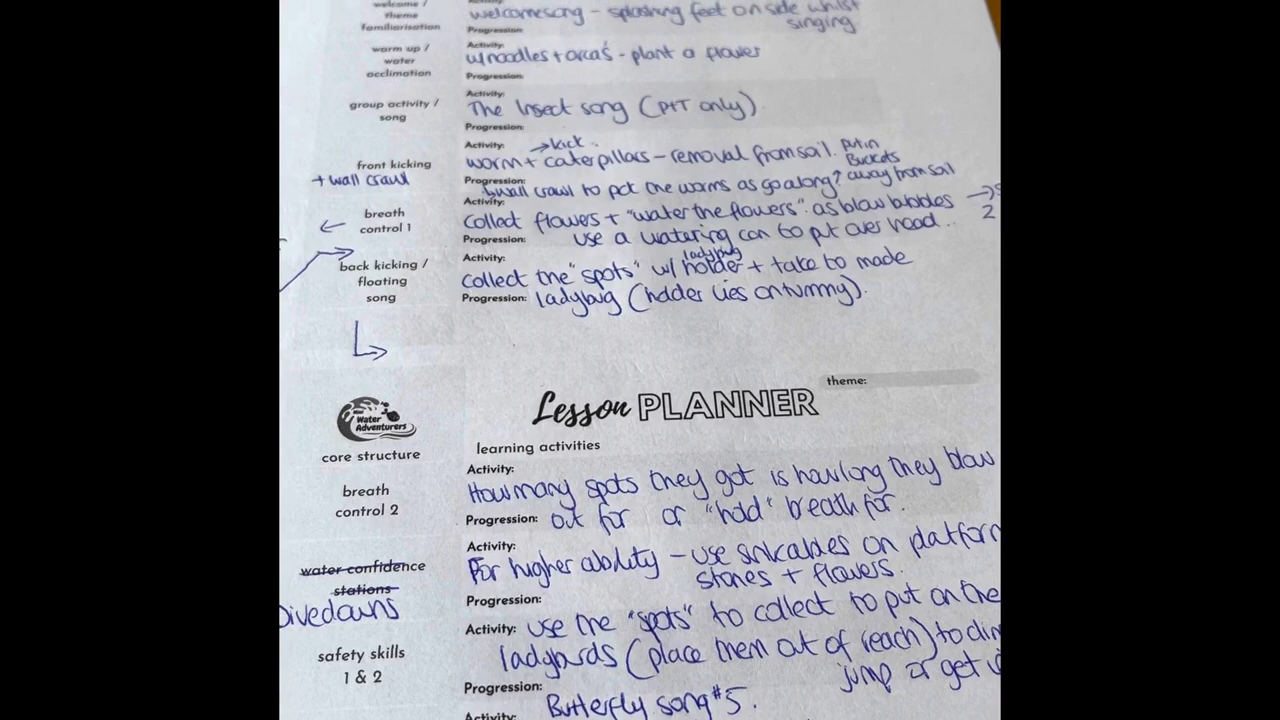 welcome /
theme
familiarisation
Activity:
welcomesong - splashing feet on side whilst
singing
Progression:
warm up /
water
acclimation
Activity:
w/noodles + orca's - plant a flower
Progression:
group activity /
song
Activity:
The Insect song (P+T only)
Progression:
front kicking
+ wall crawl
Activity: → kick
worm + caterpillars - removal from soil. put in
Buckets
away from soil
Progression:
wall crawl to pot the worms as go along?
breath
control 1
Activity:
collect flowers + "water the flowers" as blow bubbles
2
Progression: use a watering can to put over head..
back kicking /
floating
song
Activity:
ladybug
collect the "spots" w/ holder + take to made
Progression: ladybug (holder lies on tummy).
Lesson PLANNER
theme:
Water
Adventurers
core structure
learning activities
breath
control 2
Activity:
How many spots they got is how long they blow
Progression: out for or "hold" breath for.
water confidence
stations
Divedowns
Activity:
For higher ability - use sinkables on platform
stones + flowers.
Progression:
safety skills
1 & 2
Activity: use the "spots" to collect to put on the
ladybirds (place them out of reach) to
jump or get
Progression:
Butterfly song #5.
Activity: